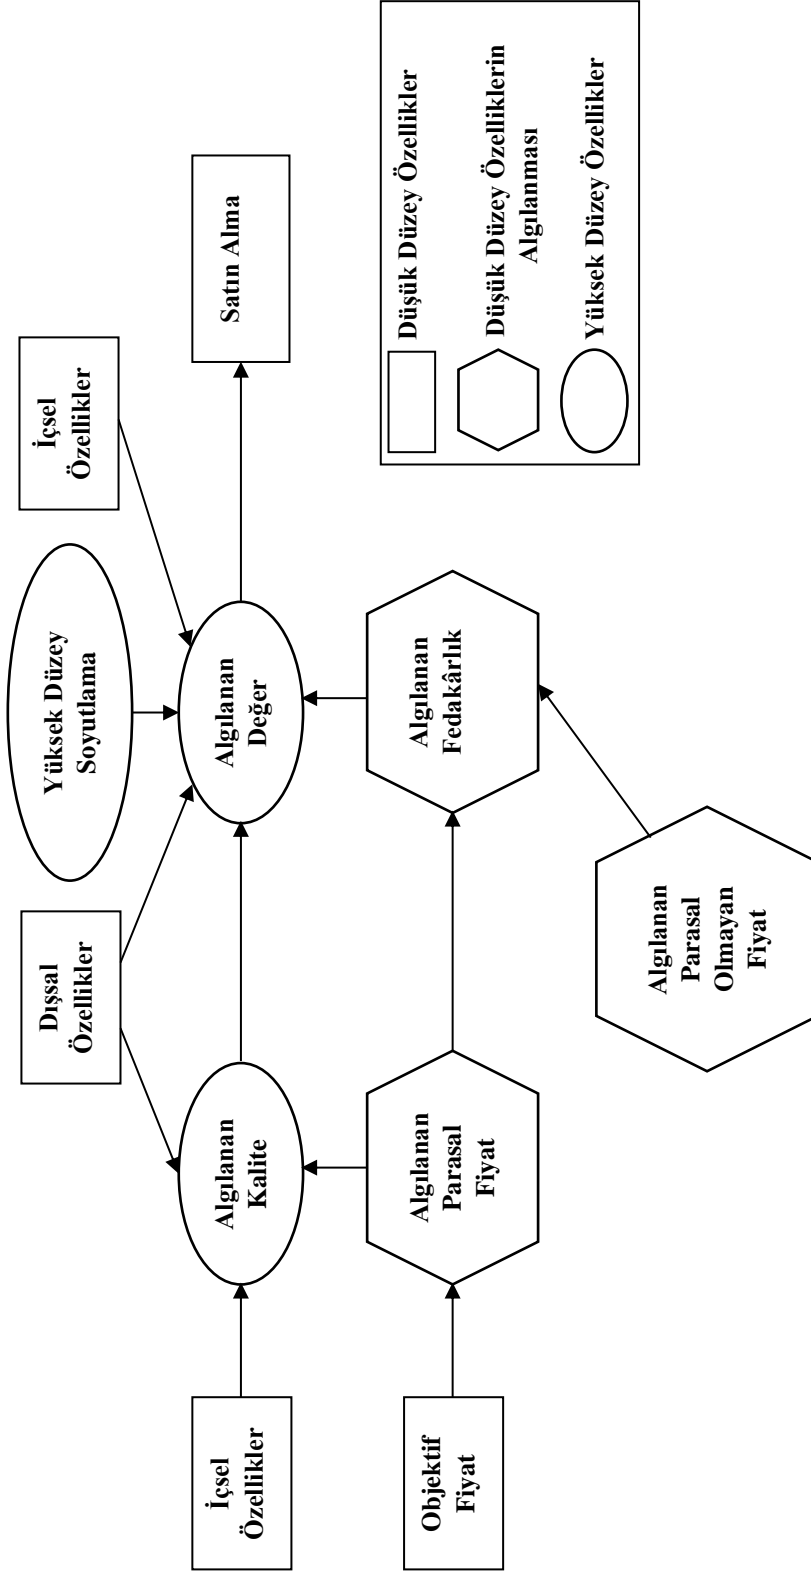 İçsel
Özellikler
Objektif
Fiyat
Dışsal
Özellikler
Algılanan
Kalite
Algılanan
Parasal
Fiyat
Algılanan
Parasal
Olmayan
Fiyat
Yüksek Düzey
Soyutlama
Algılanan
Değer
Algılanan
Fedakârlık
İçsel
Özellikler
Satın Alma
Düşük Düzey Özellikler
Düşük Düzey Özelliklerin
Algılanması
Yüksek Düzey Özellikler